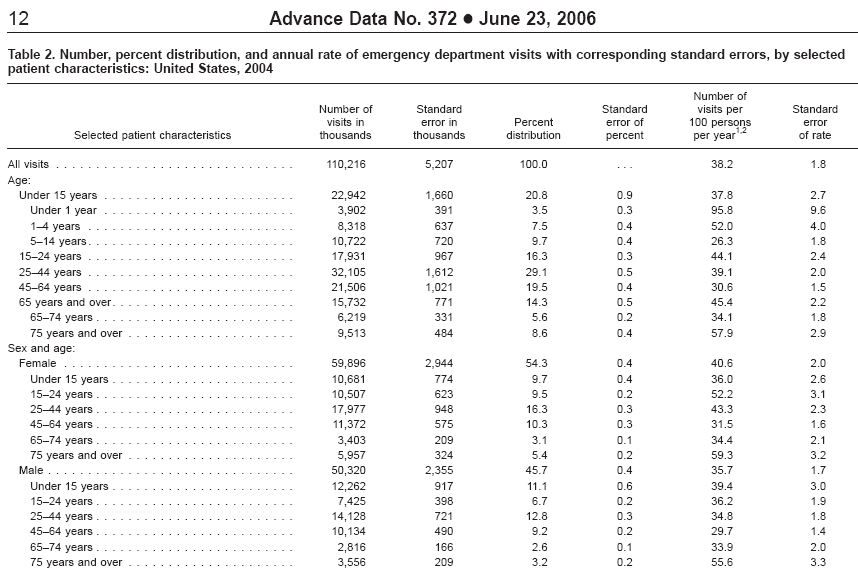 12 Advance Data No. 372 ● June 23, 2006
Table 2. Number, percent distribution, and annual rate of emergency department visits with corresponding standard errors, by selected
patient characteristics: United States, 2004
Selected patient characteristics | Number of visits in thousands | Standard error in thousands | Percent distribution | Standard error of percent | Number of visits per 100 persons per year1,2 | Standard error of rate
All visits . . . 110,216 5,207 100.0 . . . 38.2 1.8
Age:
Under 15 years . . . 22,942 1,660 20.8 0.9 37.8 2.7
Under 1 year . . . 3,902 391 3.5 0.3 95.8 9.6
1–4 years . . . 8,318 637 7.5 0.4 52.0 4.0
5–14 years . . . 10,722 720 9.7 0.4 26.3 1.8
15–24 years . . . 17,931 967 16.3 0.3 44.1 2.4
25–44 years . . . 32,105 1,612 29.1 0.5 39.1 2.0
45–64 years . . . 21,506 1,021 19.5 0.4 30.6 1.5
65 years and over . . . 15,732 771 14.3 0.5 45.4 2.2
65–74 years . . . 6,219 331 5.6 0.2 34.1 1.8
75 years and over . . . 9,513 484 8.6 0.4 57.9 2.9
Sex and age:
Female . . . 59,896 2,944 54.3 0.4 40.6 2.0
Under 15 years . . . 10,681 774 9.7 0.4 36.0 2.6
15–24 years . . . 10,507 623 9.5 0.2 52.2 3.1
25–44 years . . . 17,977 948 16.3 0.3 43.3 2.3
45–64 years . . . 11,372 575 10.3 0.3 31.5 1.6
65–74 years . . . 3,403 209 3.1 0.1 34.4 2.1
75 years and over . . . 5,957 324 5.4 0.2 59.3 3.2
Male . . . 50,320 2,355 45.7 0.4 35.7 1.7
Under 15 years . . . 12,262 917 11.1 0.6 39.4 3.0
15–24 years . . . 7,425 398 6.7 0.2 36.2 1.9
25–44 years . . . 14,128 721 12.8 0.3 34.8 1.8
45–64 years . . . 10,134 490 9.2 0.2 29.7 1.4
65–74 years . . . 2,816 166 2.6 0.1 33.9 2.0
75 years and over . . . 3,556 209 3.2 0.2 55.6 3.3